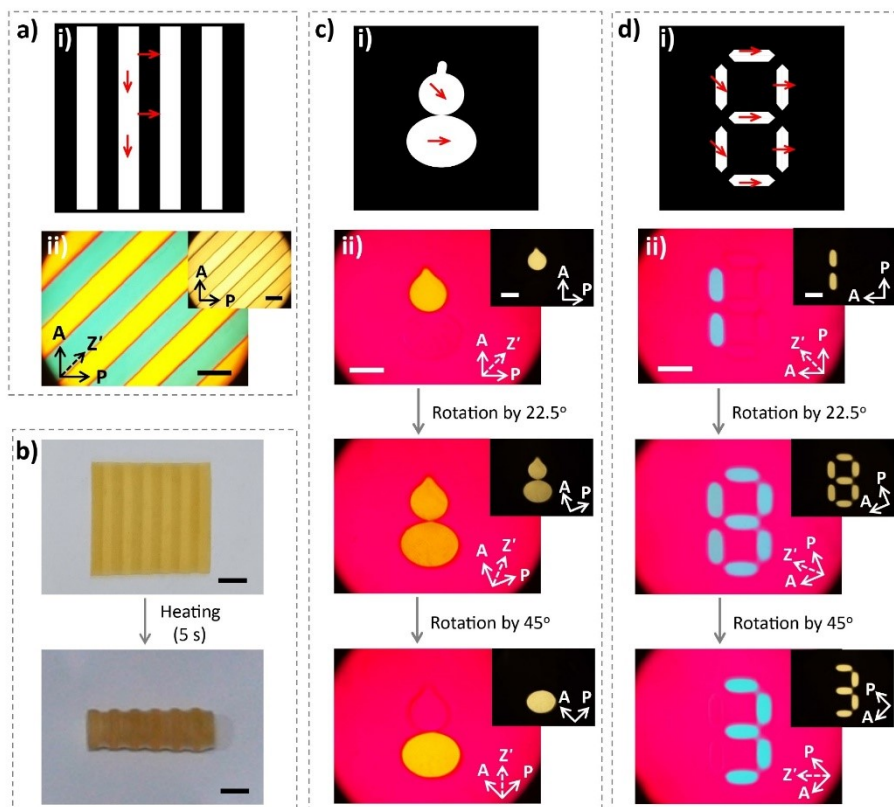 a)
i)
ii)
A
P
A
Z'
P
b)
Heating
(5 s)
c)
i)
ii)
A
P
A
Z'
P
Rotation by 22.5°
A
P
A
Z'
P
Rotation by 45°
A
P
A
Z'
P
d)
i)
ii)
P
A
Z'
P
A
Rotation by 22.5°
P
A
Z'
P
A
Rotation by 45°
P
A
P
Z'
A